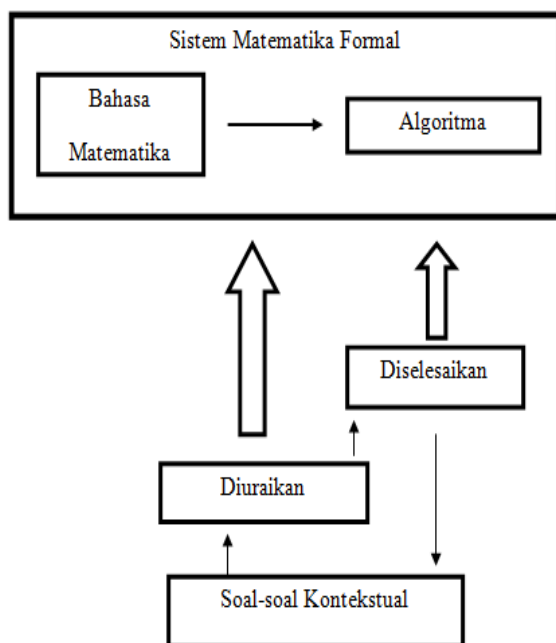 Sistem Matematika Formal
Bahasa
Matematika
Algoritma
Diselesaikan
Diuraikan
Soal-soal Kontekstual